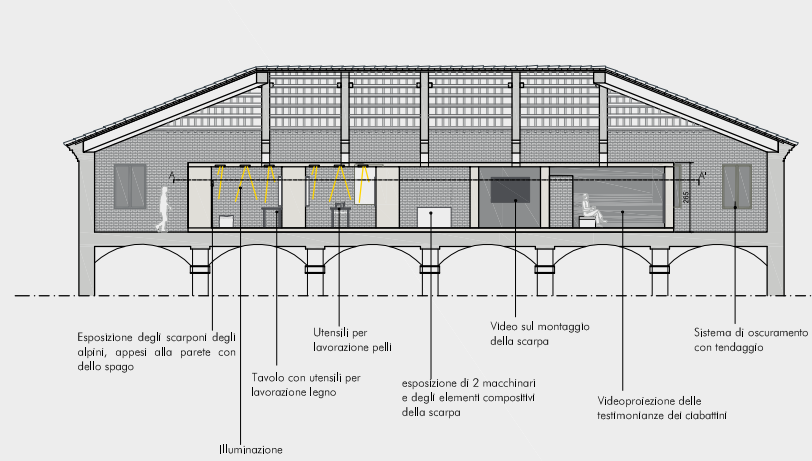 A
A'
265
Esposizione degli scarponi degli
alpini, appesi alla parete con
dello spago
Utensili per
lavorazione pelli
Video sul montaggio
della scarpa
Sistema di oscuramento
con tendaggio
Tavolo con utensili per
lavorazione legno
esposizione di 2 macchinari
e degli elementi compositivi
della scarpa
Videoproiezione delle
testimonianze dei ciabattini
Illuminazione